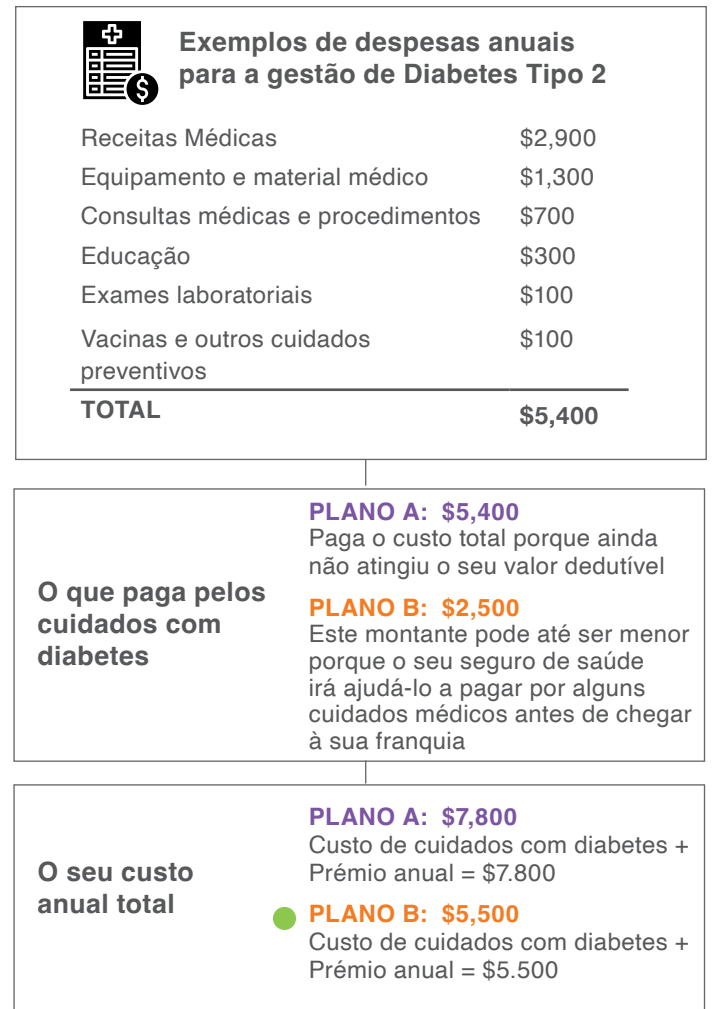 Exemplos de despesas anuais
para a gestão de Diabetes Tipo 2
Receitas Médicas $2,900
Equipamento e material médico $1,300
Consultas médicas e procedimentos $700
Educação $300
Exames laboratoriais $100
Vacinas e outros cuidados $100
preventivos
TOTAL $5,400
O que paga pelos
cuidados com
diabetes
PLANO A: $5,400
Paga o custo total porque ainda
não atingiu o seu valor dedutível
PLANO B: $2,500
Este montante pode até ser menor
porque o seu seguro de saúde
irá ajudá-lo a pagar por alguns
cuidados médicos antes de chegar
à sua franquia
O seu custo
anual total
PLANO A: $7,800
Custo de cuidados com diabetes +
Prémio anual = $7.800
PLANO B: $5,500
Custo de cuidados com diabetes +
Prémio anual = $5.500